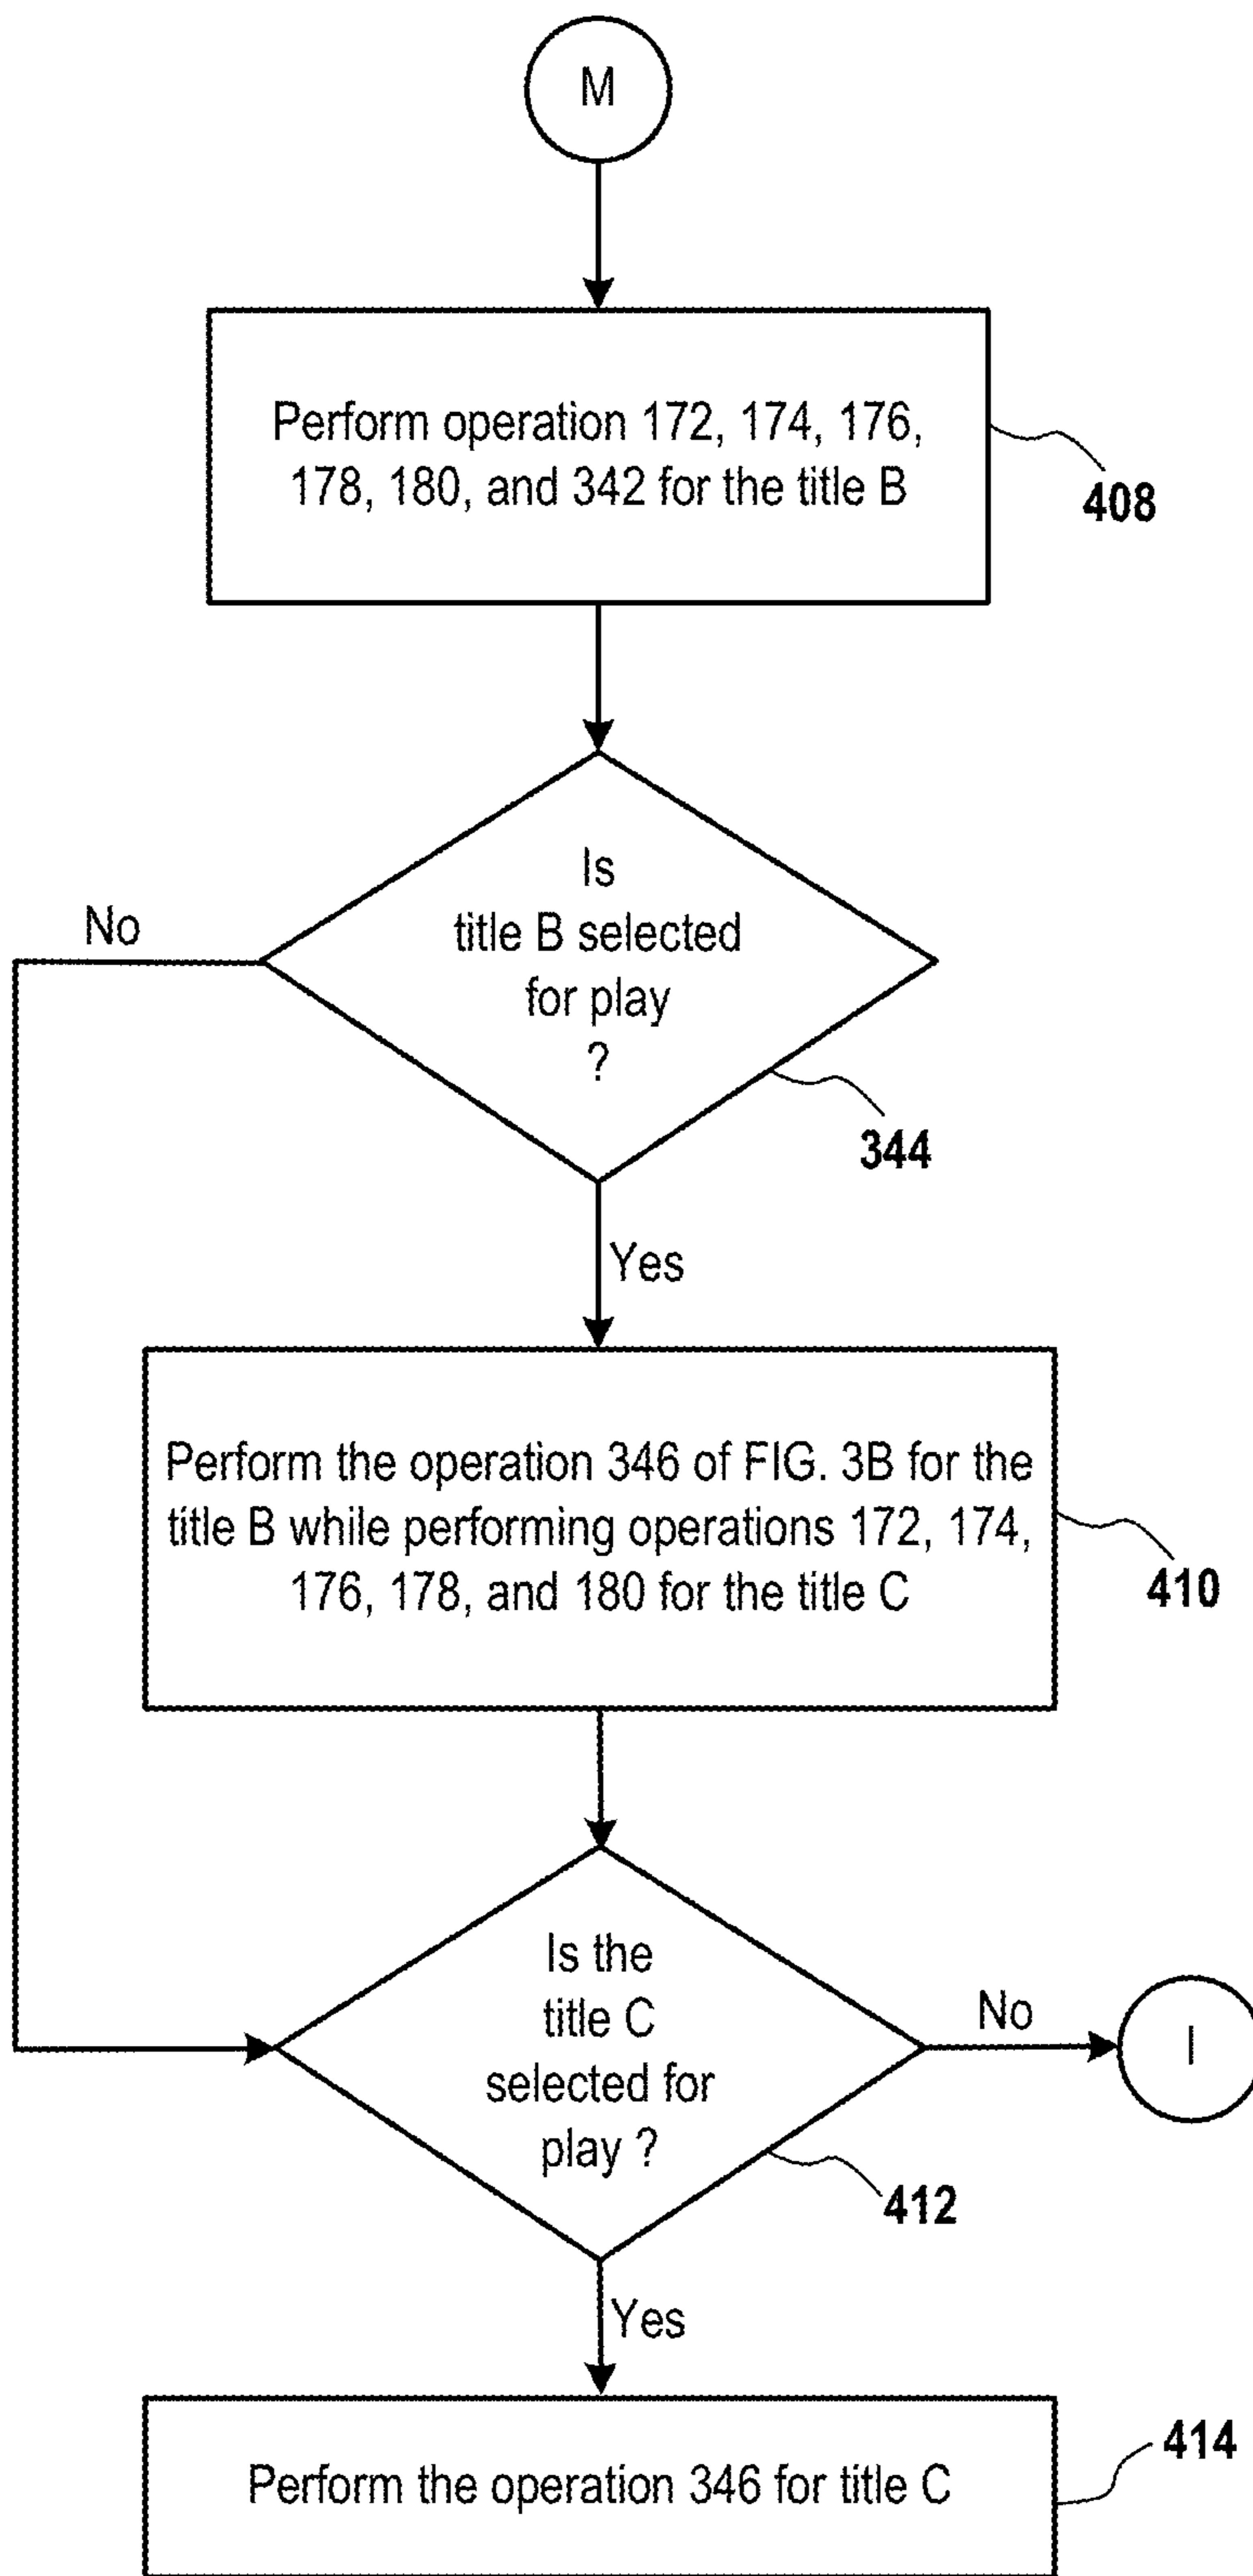 M
Perform operation 172, 174, 176,
178, 180, and 342 for the title B
408
Is
title B selected
for play
?
344
No
Yes
Perform the operation 346 of FIG. 3B for the
title B while performing operations 172, 174,
176, 178, and 180 for the title C
410
Is the
title C
selected for
play ?
412
No
I
Yes
Perform the operation 346 for title C
414